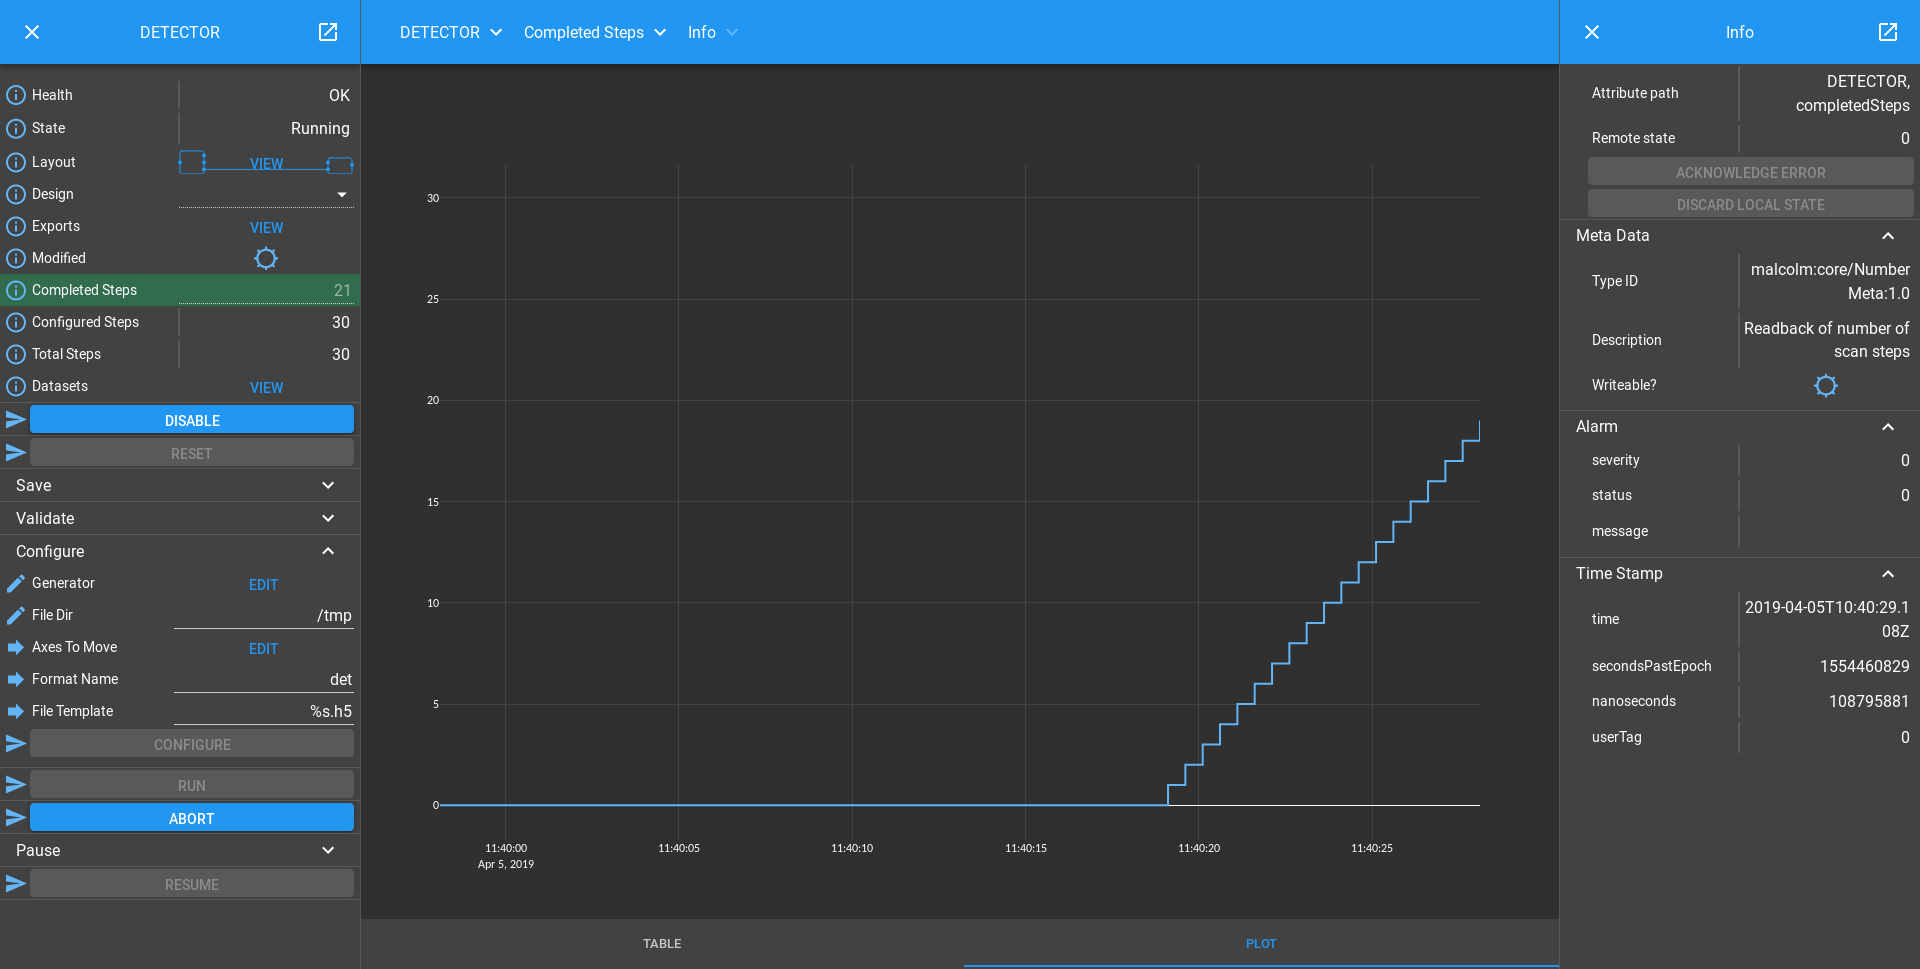 DETECTOR
Health OK
State Running
Layout VIEW
Design
Exports VIEW
Modified
Completed Steps 21
Configured Steps 30
Total Steps 30
Datasets VIEW
DISABLE
RESET
Save
Validate
Configure
Generator EDIT
File Dir /tmp
Axes To Move EDIT
Format Name det
File Template %s.h5
CONFIGURE
RUN
ABORT
Pause
RESUME
DETECTOR Completed Steps Info
30
25
20
15
10
5
0
11:40:00 11:40:05 11:40:10 11:40:15 11:40:20 11:40:25
Apr 5, 2019
TABLE PLOT
Info
Attribute path DETECTOR,
completedSteps
Remote state 0
ACKNOWLEDGE ERROR
DISCARD LOCAL STATE
Meta Data
Type ID malcolm:core/Number
Meta:1.0
Description Readback of number of
scan steps
Writeable?
Alarm
severity 0
status 0
message
Time Stamp
time 2019-04-05T10:40:29.1
08Z
secondsPastEpoch 1554460829
nanoseconds 108795881
userTag 0